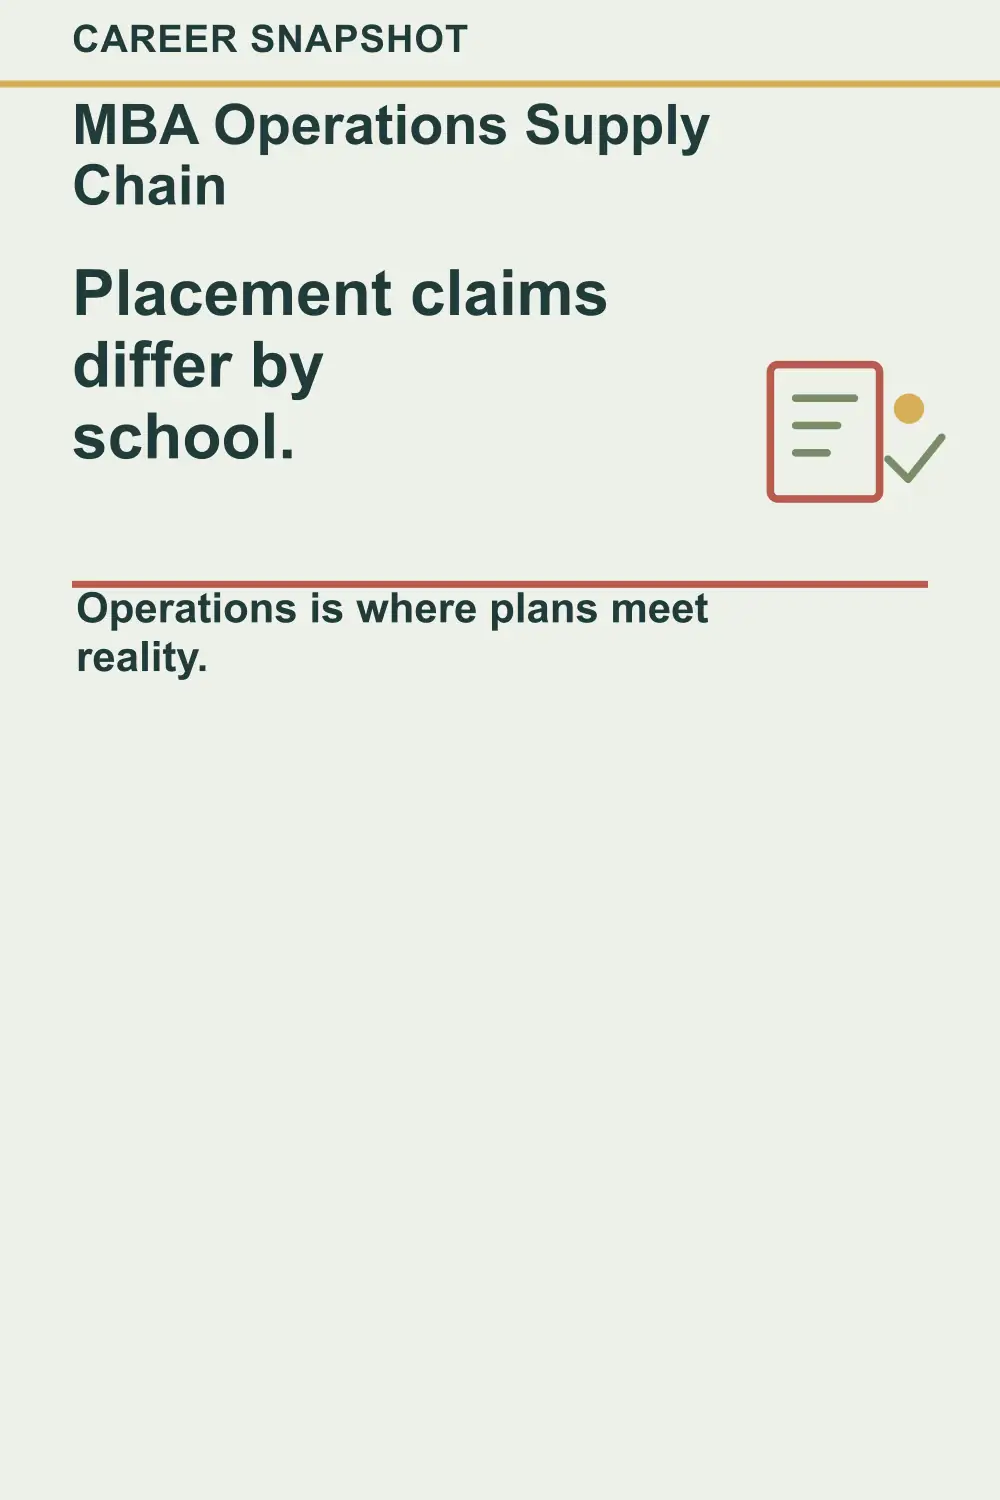 CAREER SNAPSHOT
MBA Operations Supply
Chain
Placement claims
differ by
school.
Operations is where plans meet
reality.